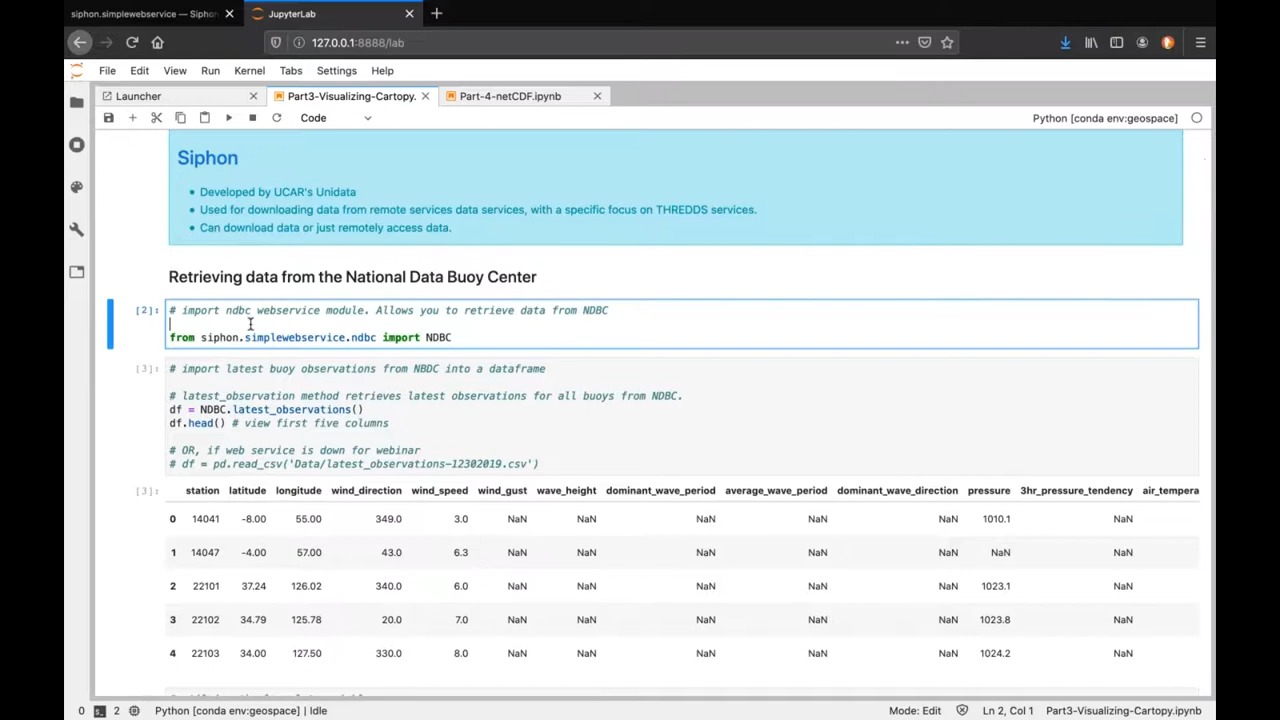 siphon.simplewebservice — Siphon
JupyterLab
127.0.0.1:8888/lab
File Edit View Run Kernel Tabs Settings Help
Launcher
Part3-Visualizing-Cartopy.
Part-4-netCDF.ipynb
Code
Python [conda env:geospace]
Siphon
• Developed by UCAR's Unidata
• Used for downloading data from remote services data services, with a specific focus on THREDDS services.
• Can download data or just remotely access data.
Retrieving data from the National Data Buoy Center
[2]: # import ndbc webservice module. Allows you to retrieve data from NDBC
from siphon.simplewebservice.ndbc import NDBC
[3]: # import latest buoy observations from NBDC into a dataframe
# latest_observation method retrieves latest observations for all buoys from NDBC.
df = NDBC.latest_observations()
df.head() # view first five columns
# OR, if web service is down for webinar
# df = pd.read_csv('Data/latest_observations-12302019.csv')
[3]: station latitude longitude wind_direction wind_speed wind_gust wave_height dominant_wave_period average_wave_period dominant_wave_direction pressure 3hr_pressure_tendency air_tempera
0 14041 -8.00 55.00 349.0 3.0 NaN NaN NaN NaN NaN 1010.1 NaN
1 14047 -4.00 57.00 43.0 6.3 NaN NaN NaN NaN NaN NaN NaN
2 22101 37.24 126.02 340.0 6.0 NaN NaN NaN NaN NaN 1023.1 NaN
3 22102 34.79 125.78 20.0 7.0 NaN NaN NaN NaN NaN 1023.8 NaN
4 22103 34.00 127.50 330.0 8.0 NaN NaN NaN NaN NaN 1024.2 NaN
0 2 Python [conda env:geospace] | Idle Mode: Edit Ln 2, Col 1 Part3-Visualizing-Cartopy.ipynb